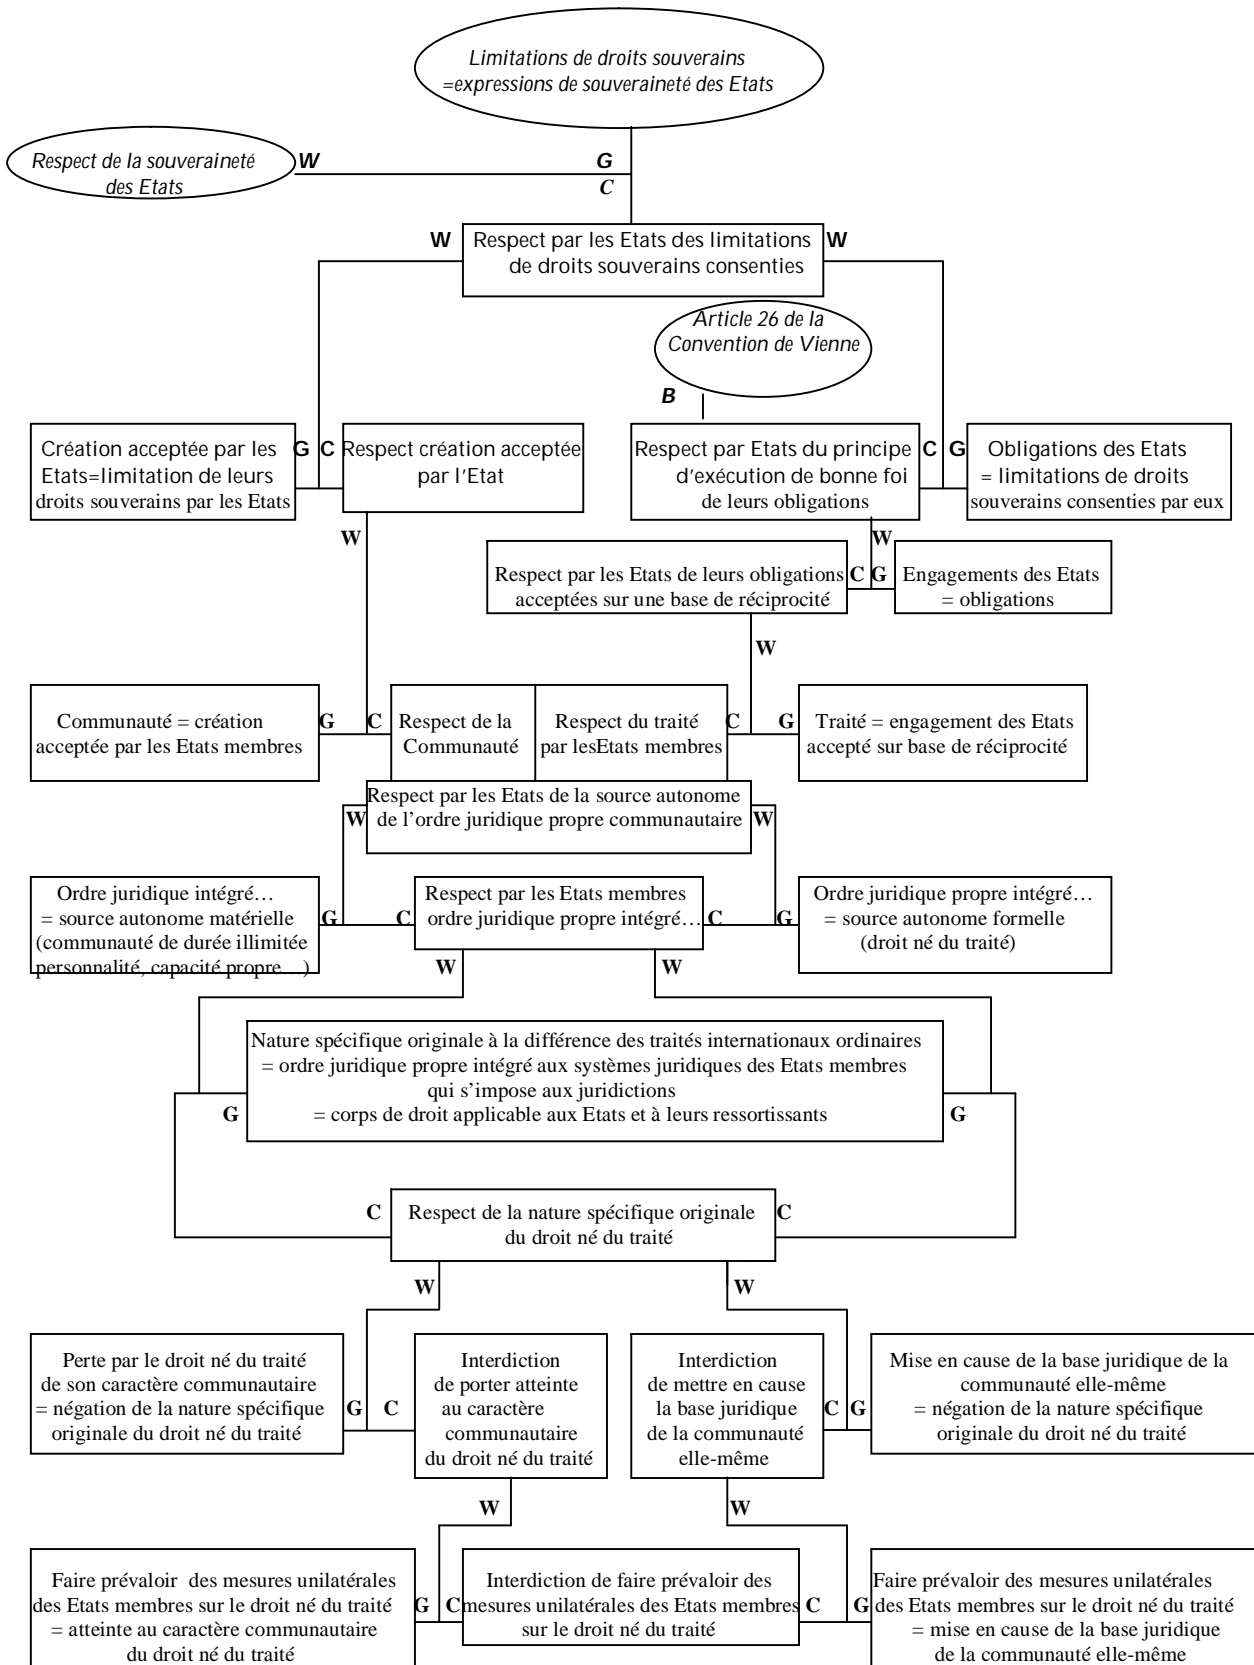 Limitations de droits souverains
=expressions de souveraineté des Etats
Respect de la souveraineté
des Etats
W
G
C
W
Respect par les Etats des limitations
de droits souverains consenties
W
Article 26 de la
Convention de Vienne
B
Création acceptée par les
Etats=limitation de leurs
droits souverains par les Etats
G C
Respect création acceptée
par l'Etat
Respect par Etats du principe
d'exécution de bonne foi
de leurs obligations
C G
Obligations des Etats
= limitations de droits
souverains consenties par eux
W
W
Respect par les Etats de leurs obligations
acceptées sur une base de réciprocité
C G
Engagements des Etats
= obligations
W
Communauté = création
acceptée par les Etats membres
G C
Respect de la
Communauté
Respect du traité
par lesEtats membres
C G
Traité = engagement des Etats
accepté sur base de réciprocité
W
Respect par les Etats de la source autonome
de l’ordre juridique propre communautaire
W
Ordre juridique intégré…
= source autonome matérielle
(communauté de durée illimitée
personnalité, capacité propre…)
G C
Respect par les Etats membres
ordre juridique propre intégré…
C G
Ordre juridique propre intégré…
= source autonome formelle
(droit né du traité)
W
W
Nature spécifique originale à la différence des traités internationaux ordinaires
= ordre juridique propre intégré aux systèmes juridiques des Etats membres
qui s’impose aux juridictions
= corps de droit applicable aux Etats et à leurs ressortissants
G
G
C
Respect de la nature spécifique originale
du droit né du traité
C
W
W
Perte par le droit né du traité
de son caractère communautaire
= négation de la nature spécifique
originale du droit né du traité
G C
Interdiction
de porter atteinte
au caractère
communautaire
du droit né du traité
Interdiction
de mettre en cause
la base juridique
de la communauté
elle-même
C G
Mise en cause de la base juridique de la
communauté elle-même
= négation de la nature spécifique
originale du droit né du traité
W
W
Faire prévaloir des mesures unilatérales
des Etats membres sur le droit né du traité
= atteinte au caractère communautaire
du droit né du traité
G C
Interdiction de faire prévaloir des
mesures unilatérales des Etats membres
sur le droit né du traité
C G
Faire prévaloir des mesures unilatérales
des Etats membres sur le droit né du traité
= mise en cause de la base juridique
de la communauté elle-même